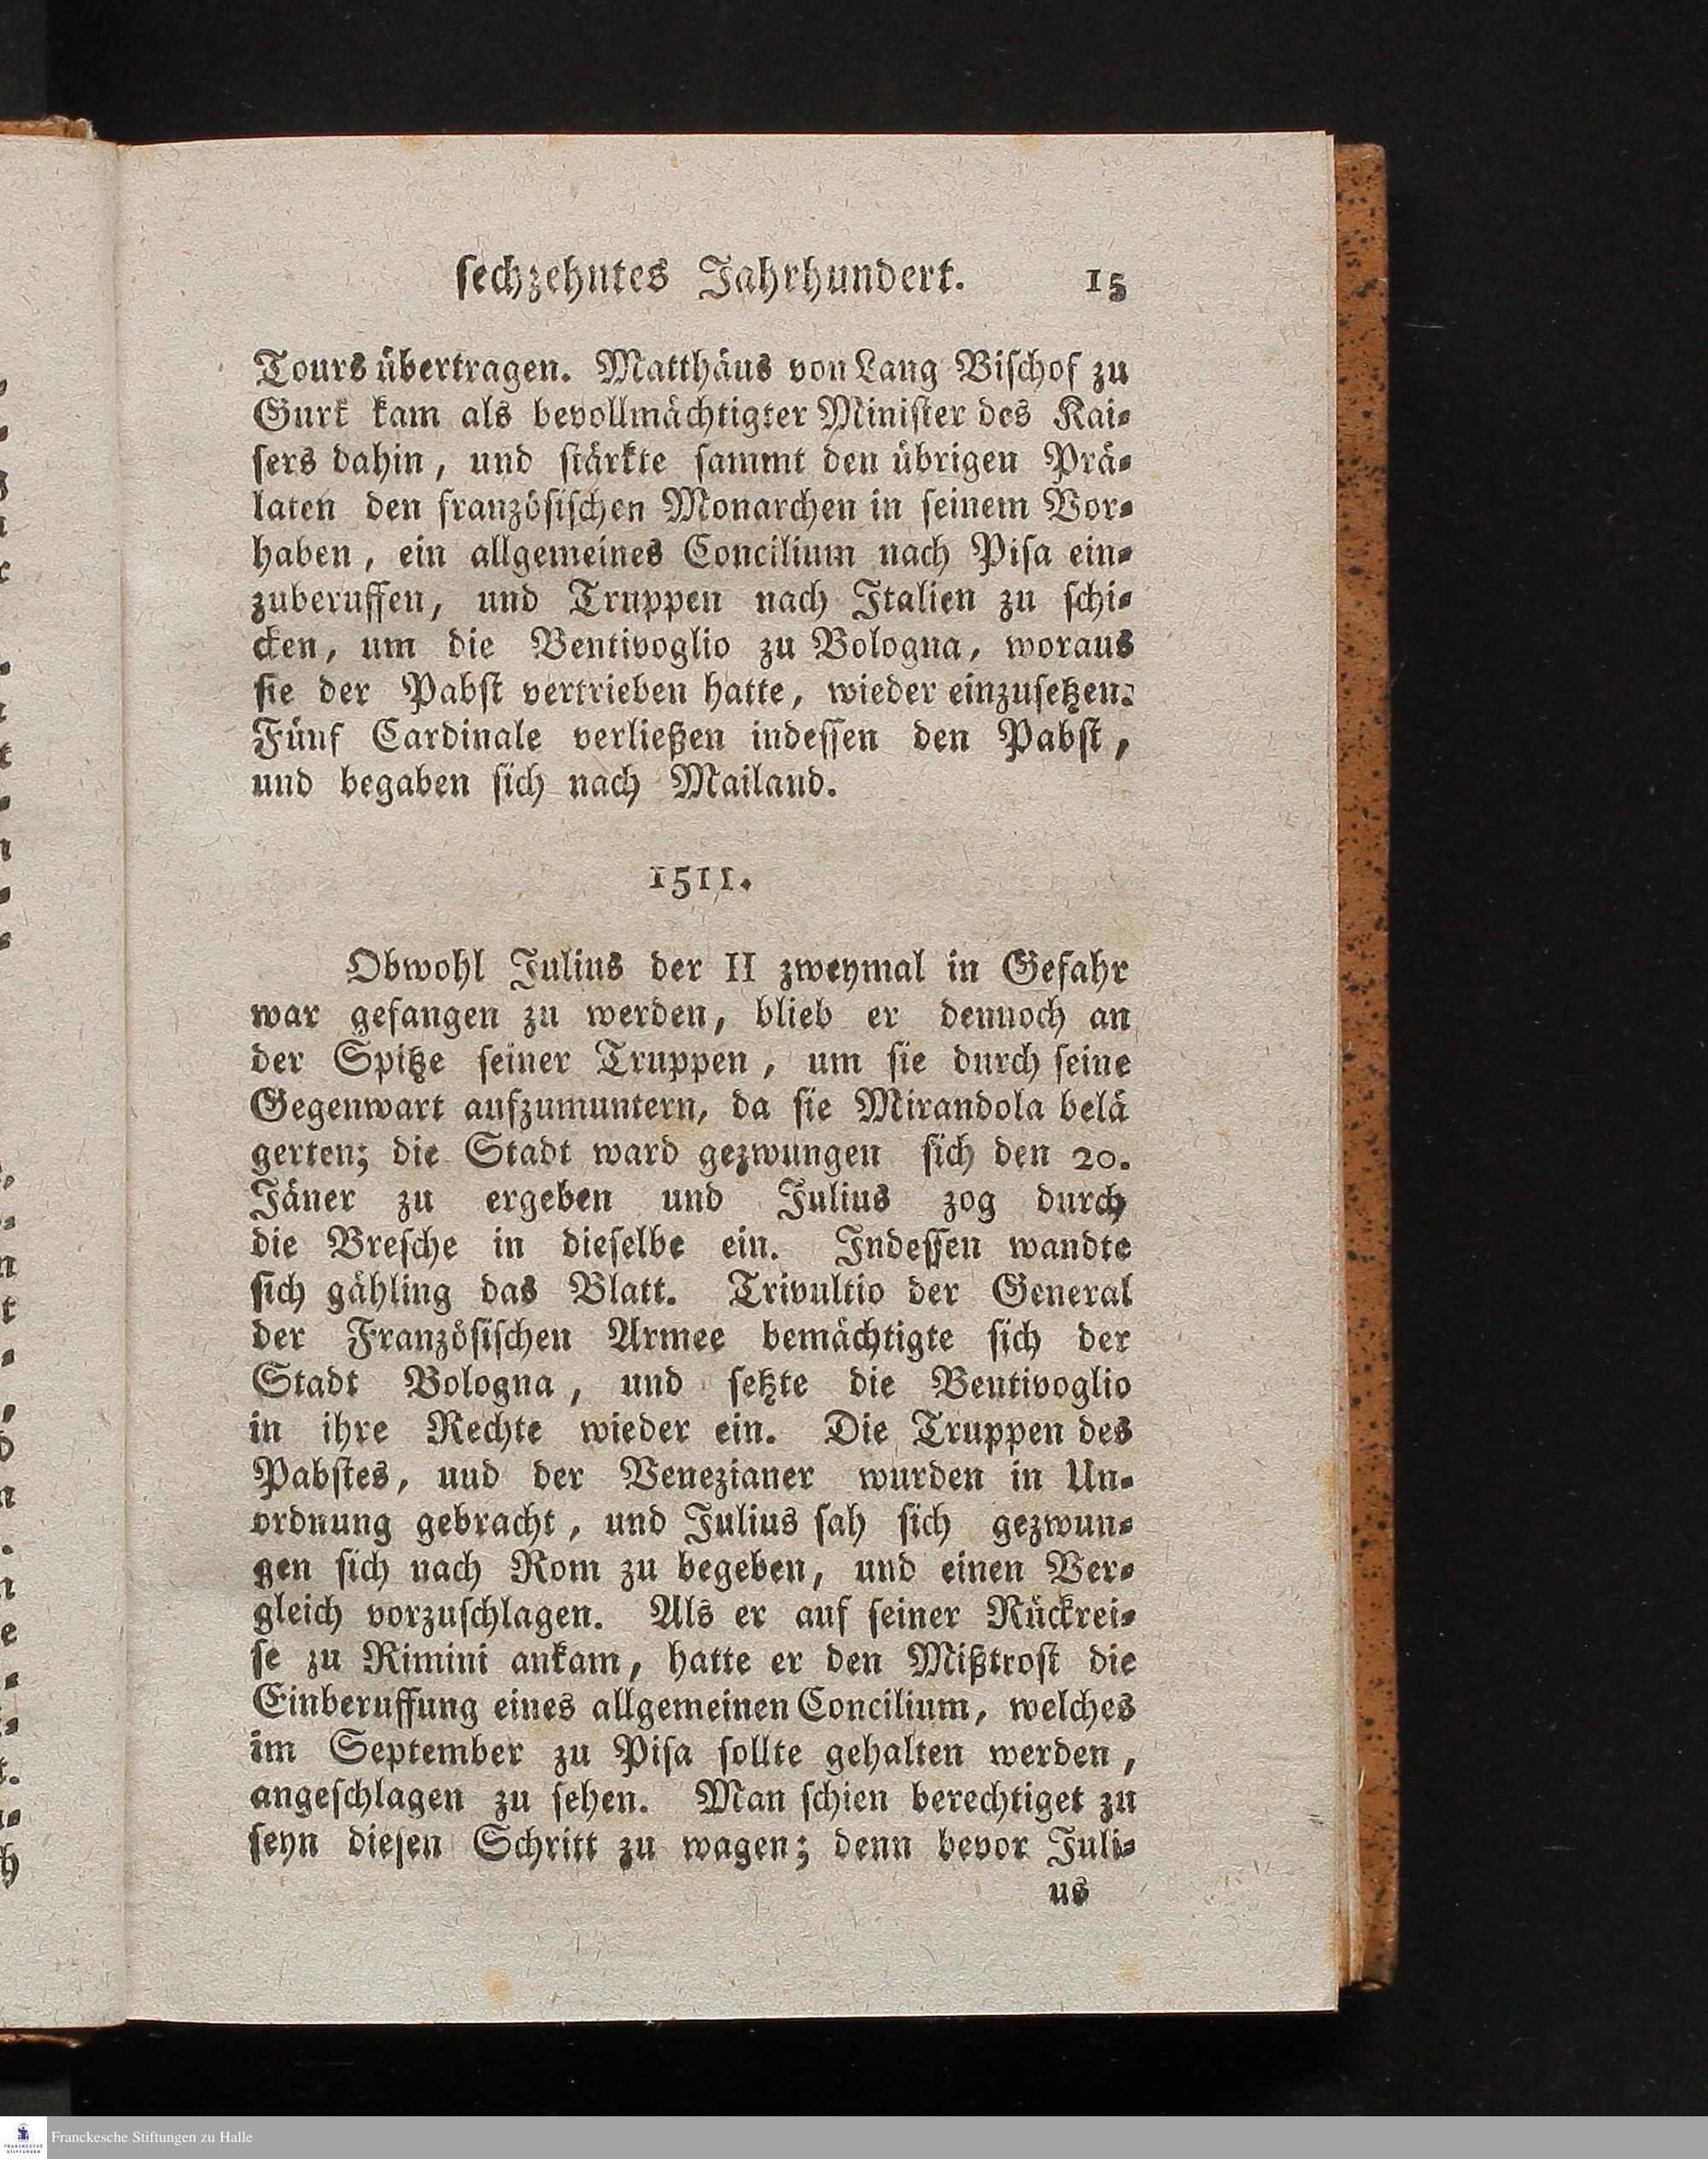 sechzehntes Jahrhundert. 15
Tours übertragen. Matthäus von Lang Bischof zu
Gurk kam als bevollmächtigter Minister des Kai-
sers dahin, und stärkte sammt den übrigen Prä-
laten den französischen Monarchen in seinem Vor-
haben, ein allgemeines Concilium nach Pisa ein-
zuberuffen, und Truppen nach Italien zu schi-
cken, um die Bentivoglio zu Bologna, woraus
sie der Pabst vertrieben hatte, wieder einzusetzen.
Fünf Cardinale verließen indessen den Pabst,
und begaben sich nach Mailand.
1511.
Obwohl Julius der II zweymal in Gefahr
war gefangen zu werden, blieb er dennoch an
der Spitze seiner Truppen, um sie durch seine
Gegenwart aufzumuntern, da sie Mirandola belä
gerten; die Stadt ward gezwungen sich den 20.
Jäner zu ergeben und Julius zog durch
die Bresche in dieselbe ein. Indessen wandte
sich gähling das Blatt. Trivultio der General
der Französischen Armee bemächtigte sich der
Stadt Bologna, und setzte die Bentivoglio
in ihre Rechte wieder ein. Die Truppen des
Pabstes, und der Venezianer wurden in Un-
ordnung gebracht, und Julius sah sich gezwun-
gen sich nach Rom zu begeben, und einen Ver-
gleich vorzuschlagen. Als er auf seiner Rückrei-
se zu Rimini ankam, hatte er den Mißtrost die
Einberuffung eines allgemeinen Concilium, welches
im September zu Pisa sollte gehalten werden,
angeschlagen zu sehen. Man schien berechtiget zu
seyn diesen Schritt zu wagen; denn bevor Juli-
us
FRANCKESCHE
STIFTUNGEN
Franckesche Stiftungen zu Halle